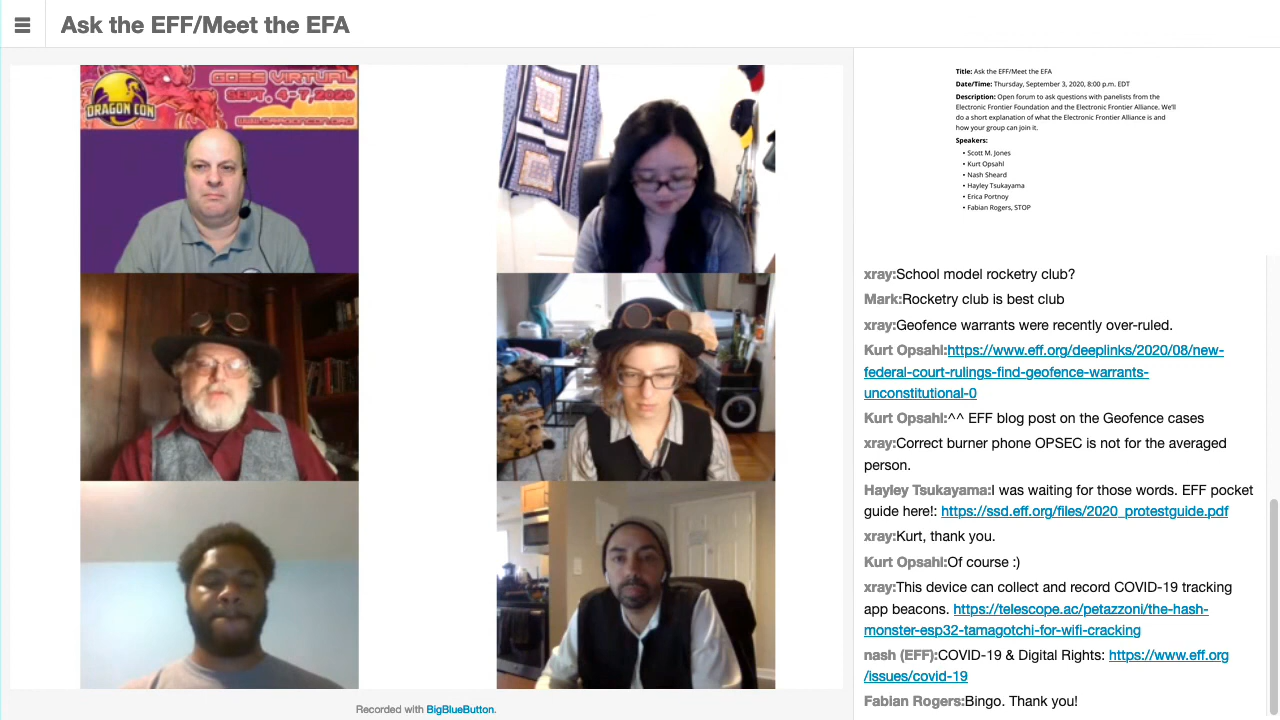 Ask the EFF/Meet the EFA
GOES VIRTUAL
SEPT. 4-7, 2020
DRAGON CON
Title: Ask the EFF/Meet the EFA
Date/Time: Thursday, September 3, 2020, 8:00 p.m. EDT
Description: Open forum to ask questions with panelists from the
Electronic Frontier Foundation and the Electronic Frontier Alliance. We'll
do a short explanation of what the Electronic Frontier Alliance is and
how your group can join it.
Speakers:
• Scott M. Jones
• Kurt Opsahl
• Nash Sheard
• Hayley Tsukayama
• Erica Portnoy
• Fabian Rogers, STOP
xray:School model rocketry club?
Mark:Rocketry club is best club
xray:Geofence warrants were recently over-ruled.
Kurt Opsahl:https://www.eff.org/deeplinks/2020/08/new-
federal-court-rulings-find-geofence-warrants-
unconstitutional-0
Kurt Opsahl:^^ EFF blog post on the Geofence cases
xray:Correct burner phone OPSEC is not for the averaged
person.
Hayley Tsukayama:I was waiting for those words. EFF pocket
guide here!: https://ssd.eff.org/files/2020_protestguide.pdf
xray:Kurt, thank you.
Kurt Opsahl:Of course :)
xray:This device can collect and record COVID-19 tracking
app beacons. https://telescope.ac/petazzoni/the-hash-
monster-esp32-tamagotchi-for-wifi-cracking
nash (EFF):COVID-19 & Digital Rights: https://www.eff.org
/issues/covid-19
Fabian Rogers:Bingo. Thank you!
Recorded with BigBlueButton.